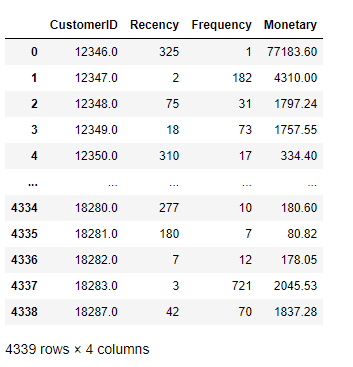 CustomerID Recency Frequency Monetary
0 12346.0 325 1 77183.60
1 12347.0 2 182 4310.00
2 12348.0 75 31 1797.24
3 12349.0 18 73 1757.55
4 12350.0 310 17 334.40
... ... ... ... ...
4334 18280.0 277 10 180.60
4335 18281.0 180 7 80.82
4336 18282.0 7 12 178.05
4337 18283.0 3 721 2045.53
4338 18287.0 42 70 1837.28
4339 rows × 4 columns